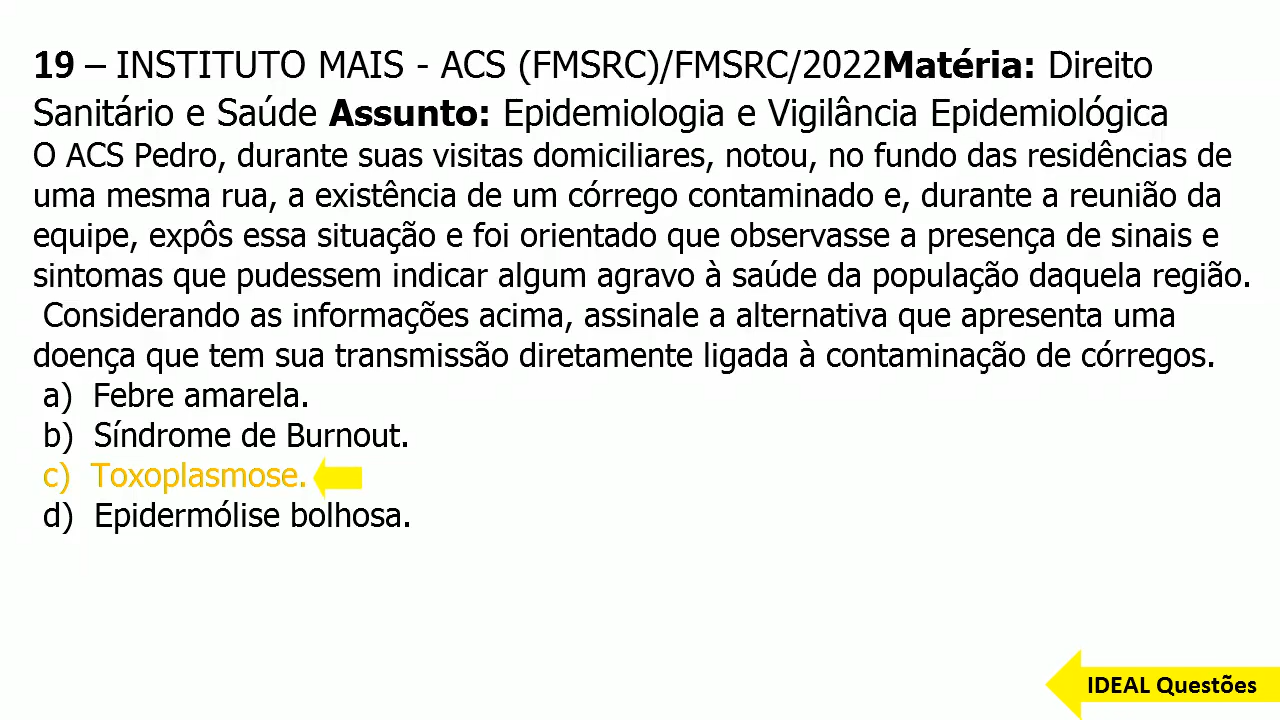 19 – INSTITUTO MAIS - ACS (FMSRC)/FMSRC/2022Matéria: Direito
Sanitário e Saúde Assunto: Epidemiologia e Vigilância Epidemiológica
O ACS Pedro, durante suas visitas domiciliares, notou, no fundo das residências de
uma mesma rua, a existência de um córrego contaminado e, durante a reunião da
equipe, expôs essa situação e foi orientado que observasse a presença de sinais e
sintomas que pudessem indicar algum agravo à saúde da população daquela região.
Considerando as informações acima, assinale a alternativa que apresenta uma
doença que tem sua transmissão diretamente ligada à contaminação de córregos.
a) Febre amarela.
b) Síndrome de Burnout.
c) Toxoplasmose.
d) Epidermólise bolhosa.
IDEAL Questões